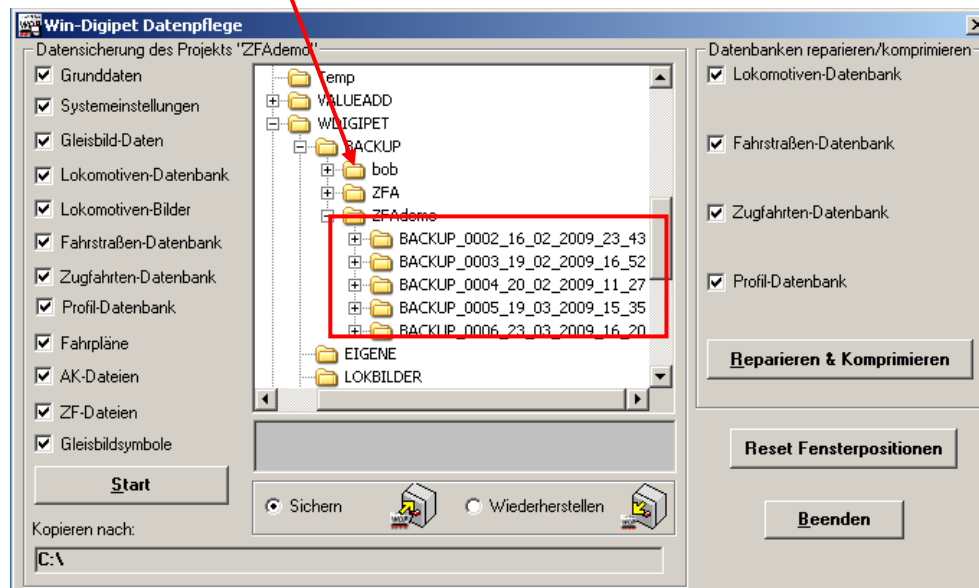 Win-Digipet Datenpflege
Datensicherung des Projekts "ZFAdemo"
Grunddaten
Systemeinstellungen
Gleisbild-Daten
Lokomotiven-Datenbank
Lokomotiven-Bilder
Fahrstraßen-Datenbank
Zugfahrten-Datenbank
Profil-Datenbank
Fahrpläne
AK-Dateien
ZF-Dateien
Gleisbildsymbole
Start
Kopieren nach:
C:\
Temp
VALUEADD
WDIGIPET
BACKUP
bob
ZFA
ZFAdemo
BACKUP_0002_16_02_2009_23_43
BACKUP_0003_19_02_2009_16_52
BACKUP_0004_20_02_2009_11_27
BACKUP_0005_19_03_2009_15_35
BACKUP_0006_23_03_2009_16_20
EIGENE
LOKBILDER
Sichern
Wiederherstellen
Datenbanken reparieren/komprimieren
Lokomotiven-Datenbank
Fahrstraßen-Datenbank
Zugfahrten-Datenbank
Profil-Datenbank
Reparieren & Komprimieren
Reset Fensterpositionen
Beenden